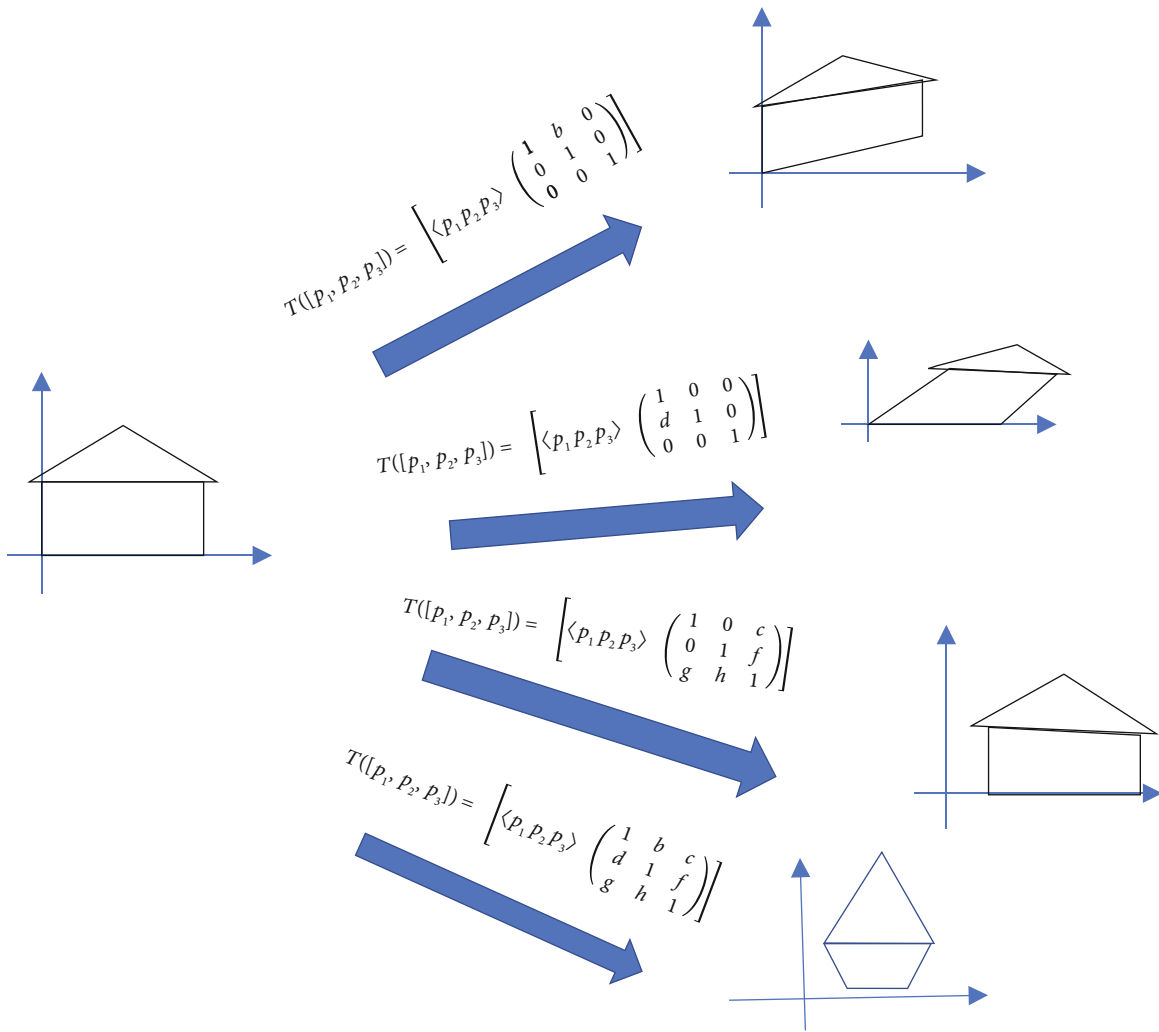 T([p₁, p₂, p₃]) = [⟨p₁ p₂ p₃⟩ (1 b 0
0 1 0
0 0 1)]
T([p₁, p₂, p₃]) = [⟨p₁ p₂ p₃⟩ (1 0 0
d 1 0
0 0 1)]
T([p₁, p₂, p₃]) = [⟨p₁ p₂ p₃⟩ (1 0 c
0 1 f
g h 1)]
T([p₁, p₂, p₃]) = [⟨p₁ p₂ p₃⟩ (1 b c
d 1 f
g h 1)]